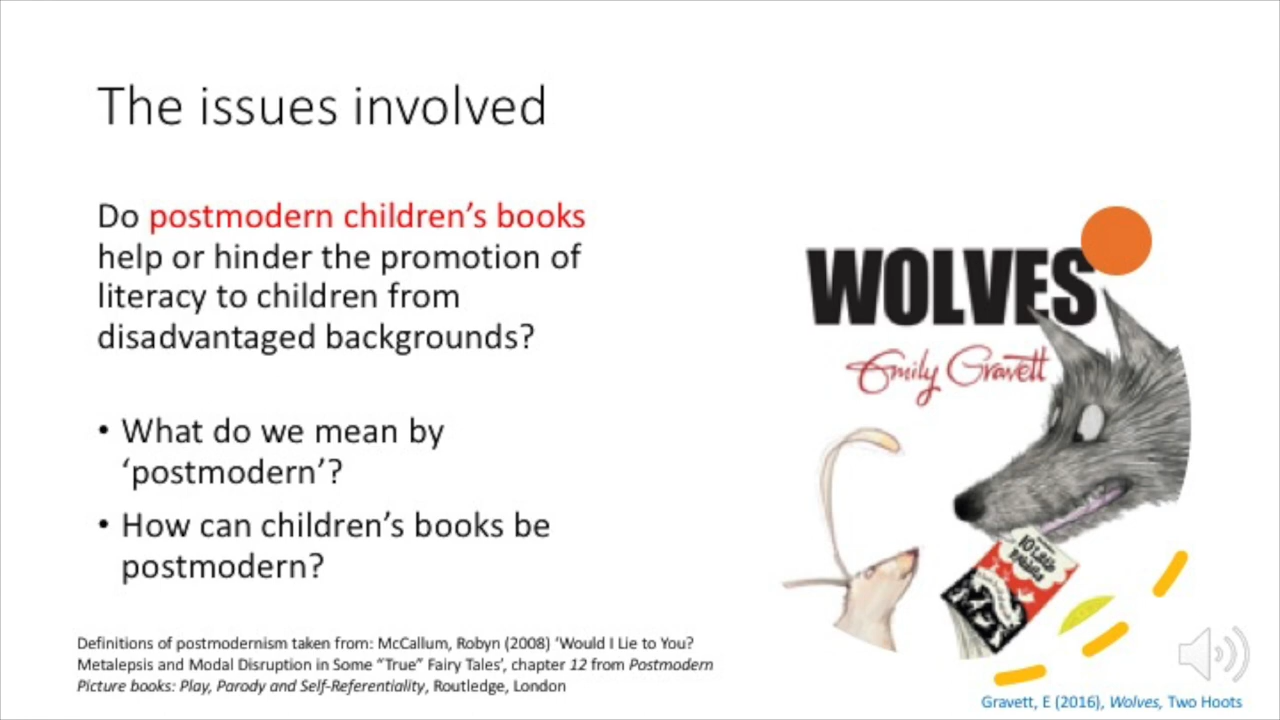 The issues involved
Do postmodern children’s books
help or hinder the promotion of
literacy to children from
disadvantaged backgrounds?
• What do we mean by
‘postmodern’?
• How can children’s books be
postmodern?
WOLVES
Emily Gravett
Definitions of postmodernism taken from: McCallum, Robyn (2008) ‘Would I Lie to You?
Metalepsis and Modal Disruption in Some “True” Fairy Tales’, chapter 12 from Postmodern
Picture books: Play, Parody and Self-Referentiality, Routledge, London
Gravett, E (2016), Wolves, Two Hoots